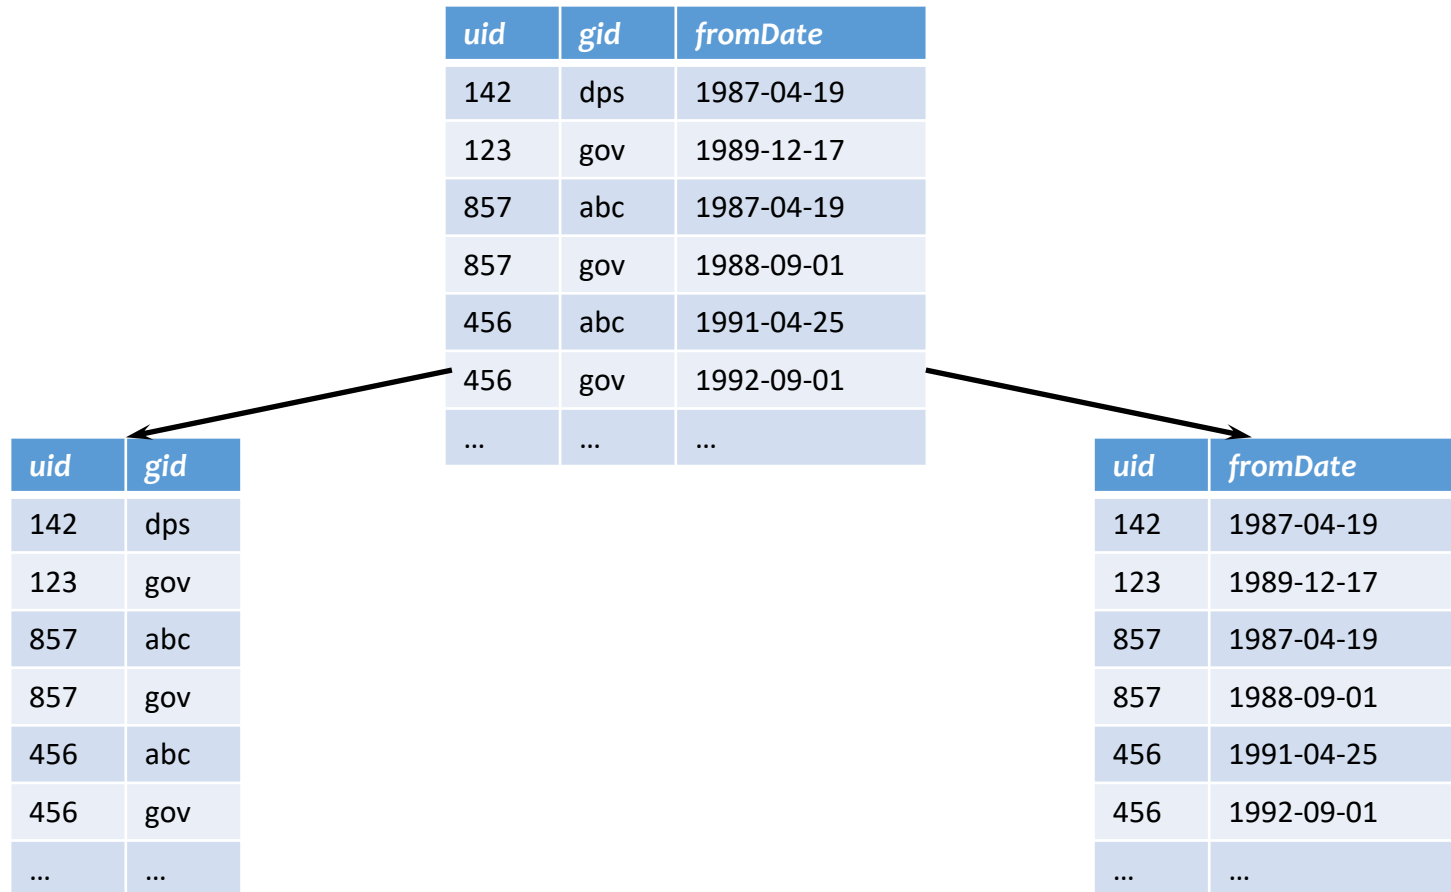 uid gid fromDate
142 dps 1987-04-19
123 gov 1989-12-17
857 abc 1987-04-19
857 gov 1988-09-01
456 abc 1991-04-25
456 gov 1992-09-01
... ... ...
uid gid
142 dps
123 gov
857 abc
857 gov
456 abc
456 gov
... ...
uid fromDate
142 1987-04-19
123 1989-12-17
857 1987-04-19
857 1988-09-01
456 1991-04-25
456 1992-09-01
... ...